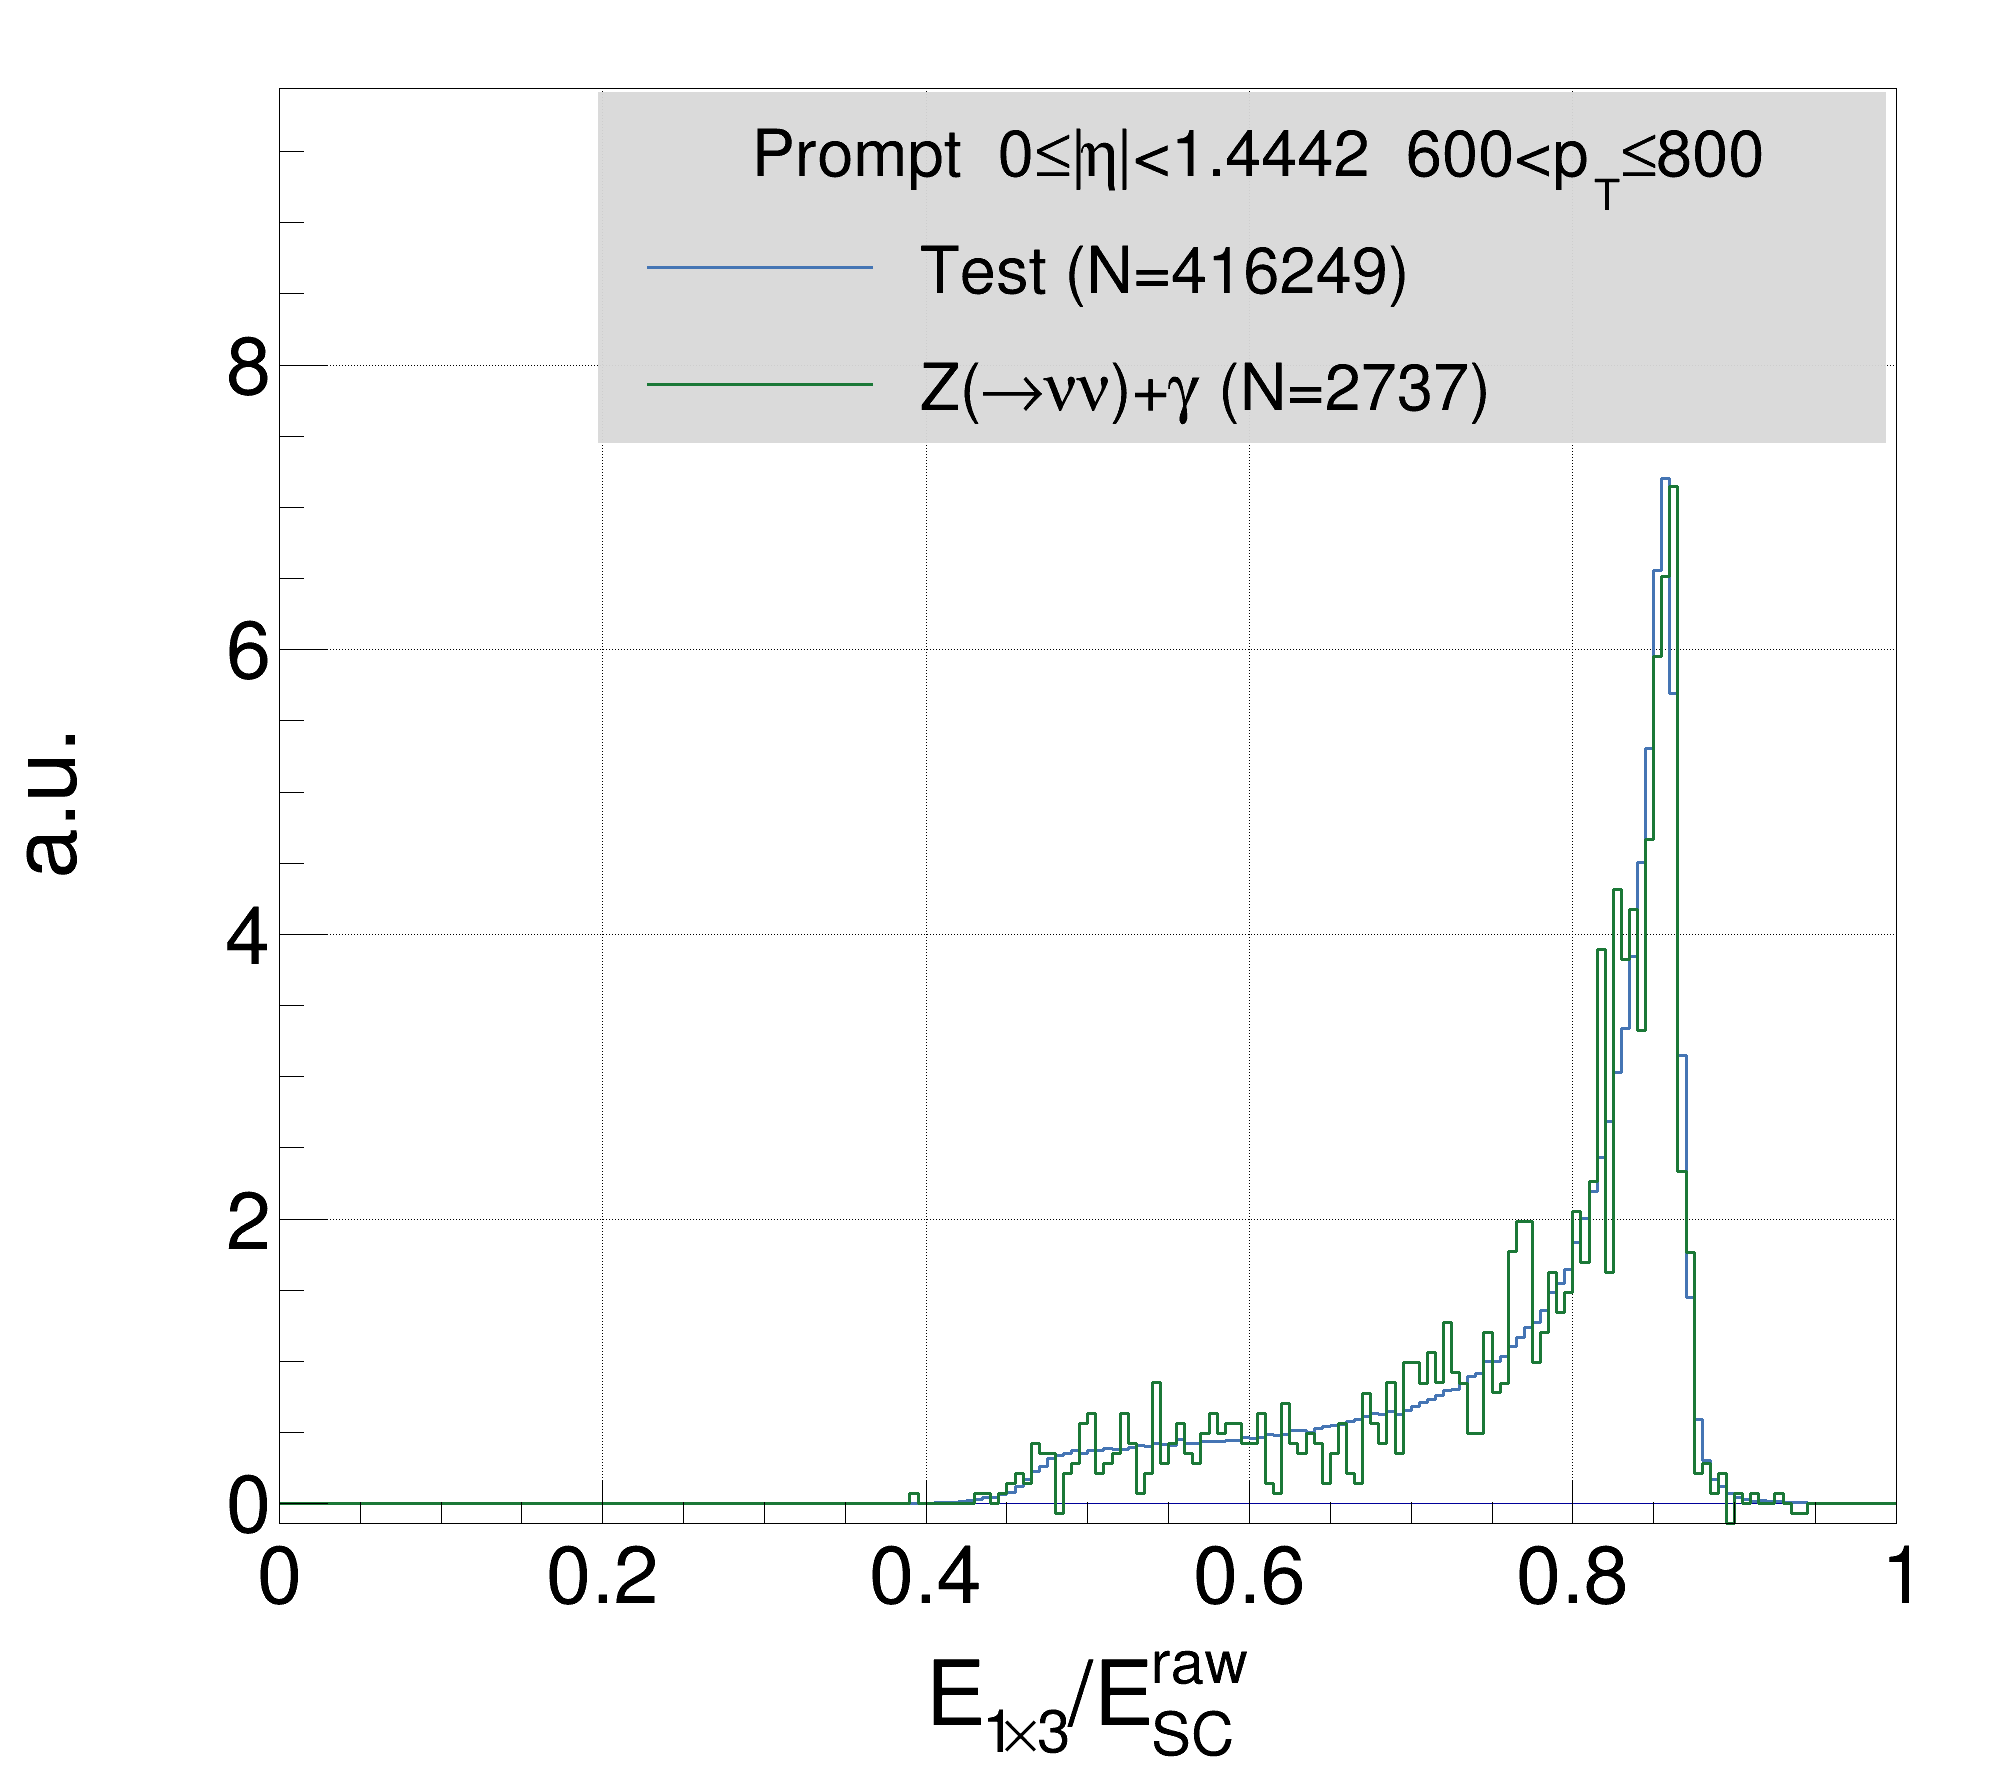 Prompt 0≤|η|<1.4442 600<p_T≤800
Test (N=416249)
Z(→νν)+γ (N=2737)
8
6
4
2
0
a.u.
0 0.2 0.4 0.6 0.8 1
E_1×3/E_SC^raw